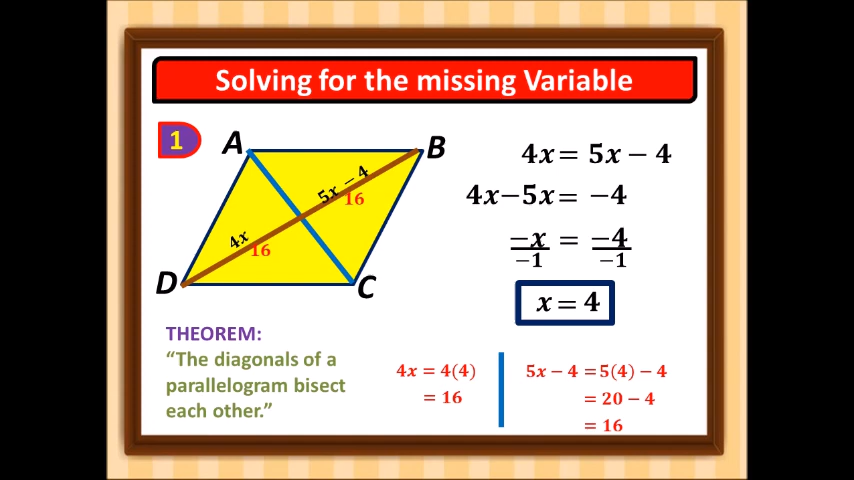 Solving for the missing Variable
1
A
B
5x − 4
16
4x
16
D
C
4x = 5x − 4
4x−5x = −4
−x/−1 = −4/−1
x = 4
THEOREM:
“The diagonals of a
parallelogram bisect
each other.”
4x = 4(4)
= 16
5x − 4 = 5(4) − 4
= 20 − 4
= 16